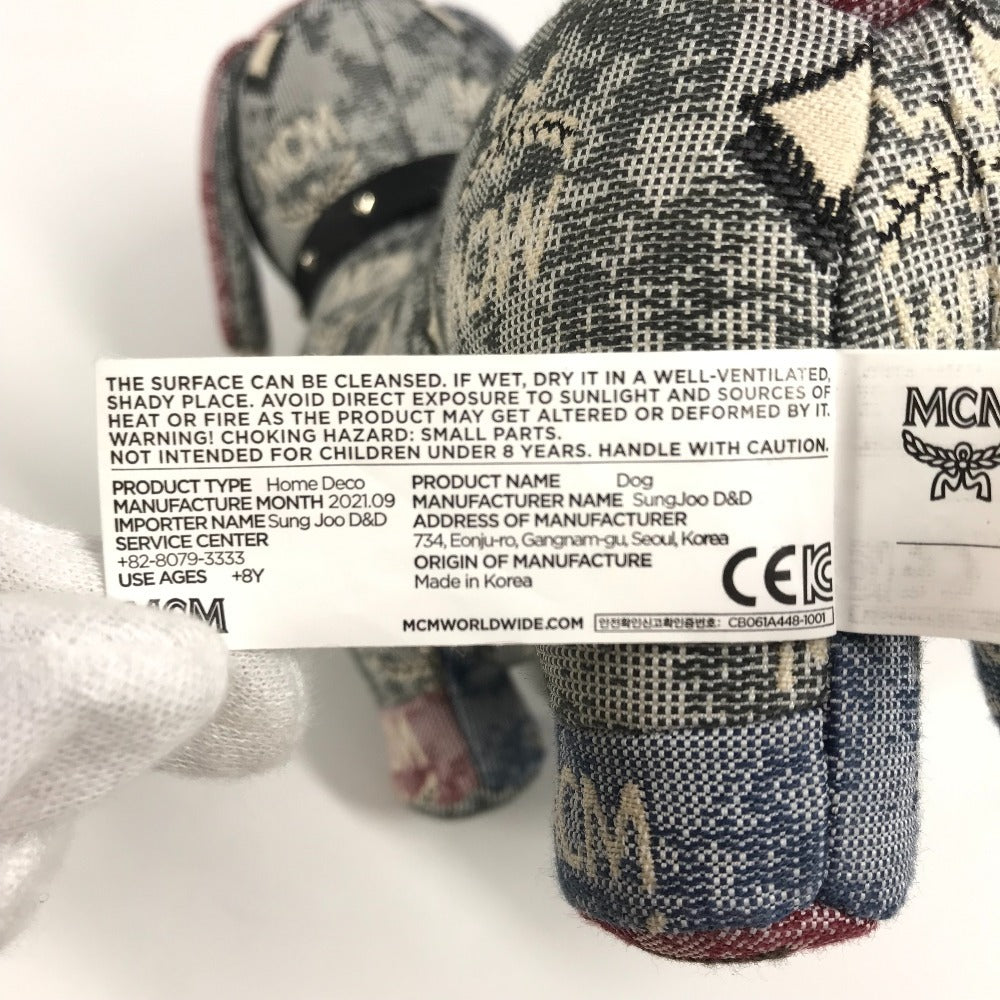 MCM
THE SURFACE CAN BE CLEANSED. IF WET, DRY IT IN A WELL-VENTILATED,
SHADY PLACE. AVOID DIRECT EXPOSURE TO SUNLIGHT AND SOURCES OF
HEAT OR FIRE AS THE PRODUCT MAY GET ALTERED OR DEFORMED BY IT.
WARNING! CHOKING HAZARD: SMALL PARTS.
NOT INTENDED FOR CHILDREN UNDER 8 YEARS. HANDLE WITH CAUTION.
PRODUCT TYPE Home Deco
MANUFACTURE MONTH 2021.09
IMPORTER NAME Sung Joo D&D
SERVICE CENTER
+82-8079-3333
USE AGES +8Y
MCM
PRODUCT NAME Dog
MANUFACTURER NAME SungJoo D&D
ADDRESS OF MANUFACTURER
734, Eonju-ro, Gangnam-gu, Seoul, Korea
ORIGIN OF MANUFACTURE
Made in Korea
CE
MCMWORLDWIDE.COM
안전확인신고확인증번호: CB061A448-1001
MCM